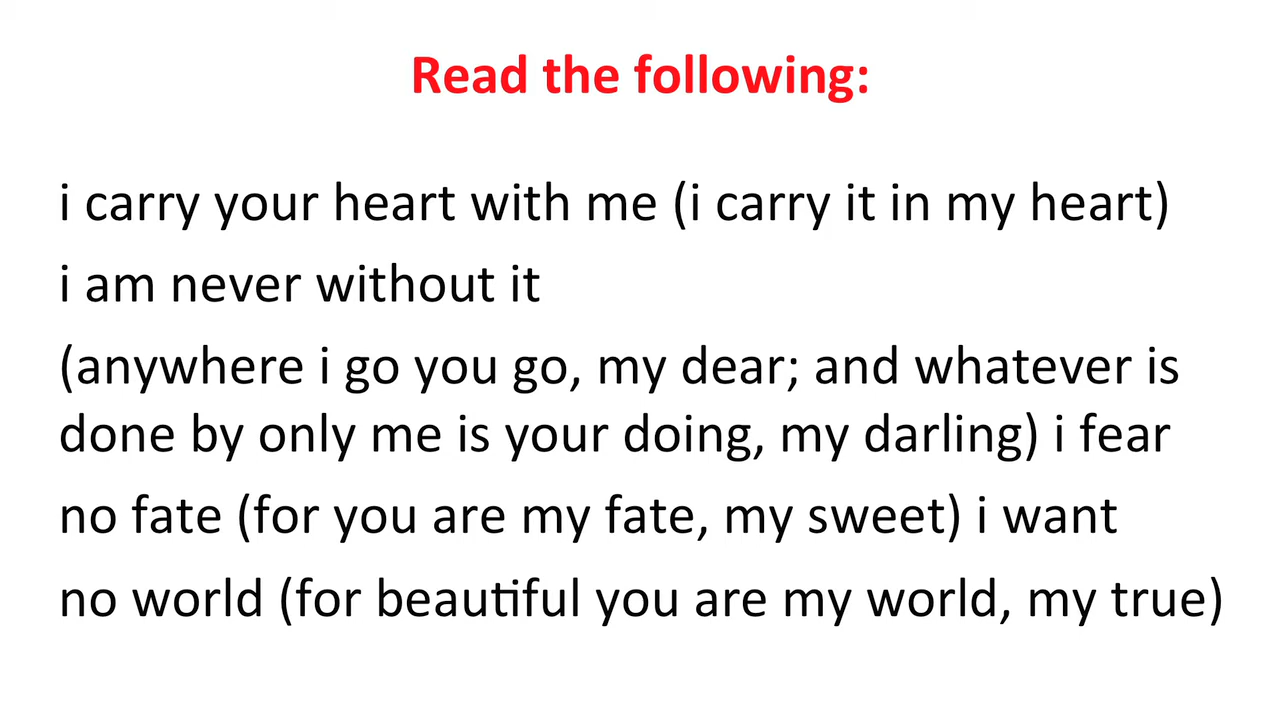 Read the following:
i carry your heart with me (i carry it in my heart)
i am never without it
(anywhere i go you go, my dear; and whatever is
done by only me is your doing, my darling) i fear
no fate (for you are my fate, my sweet) i want
no world (for beautiful you are my world, my true)